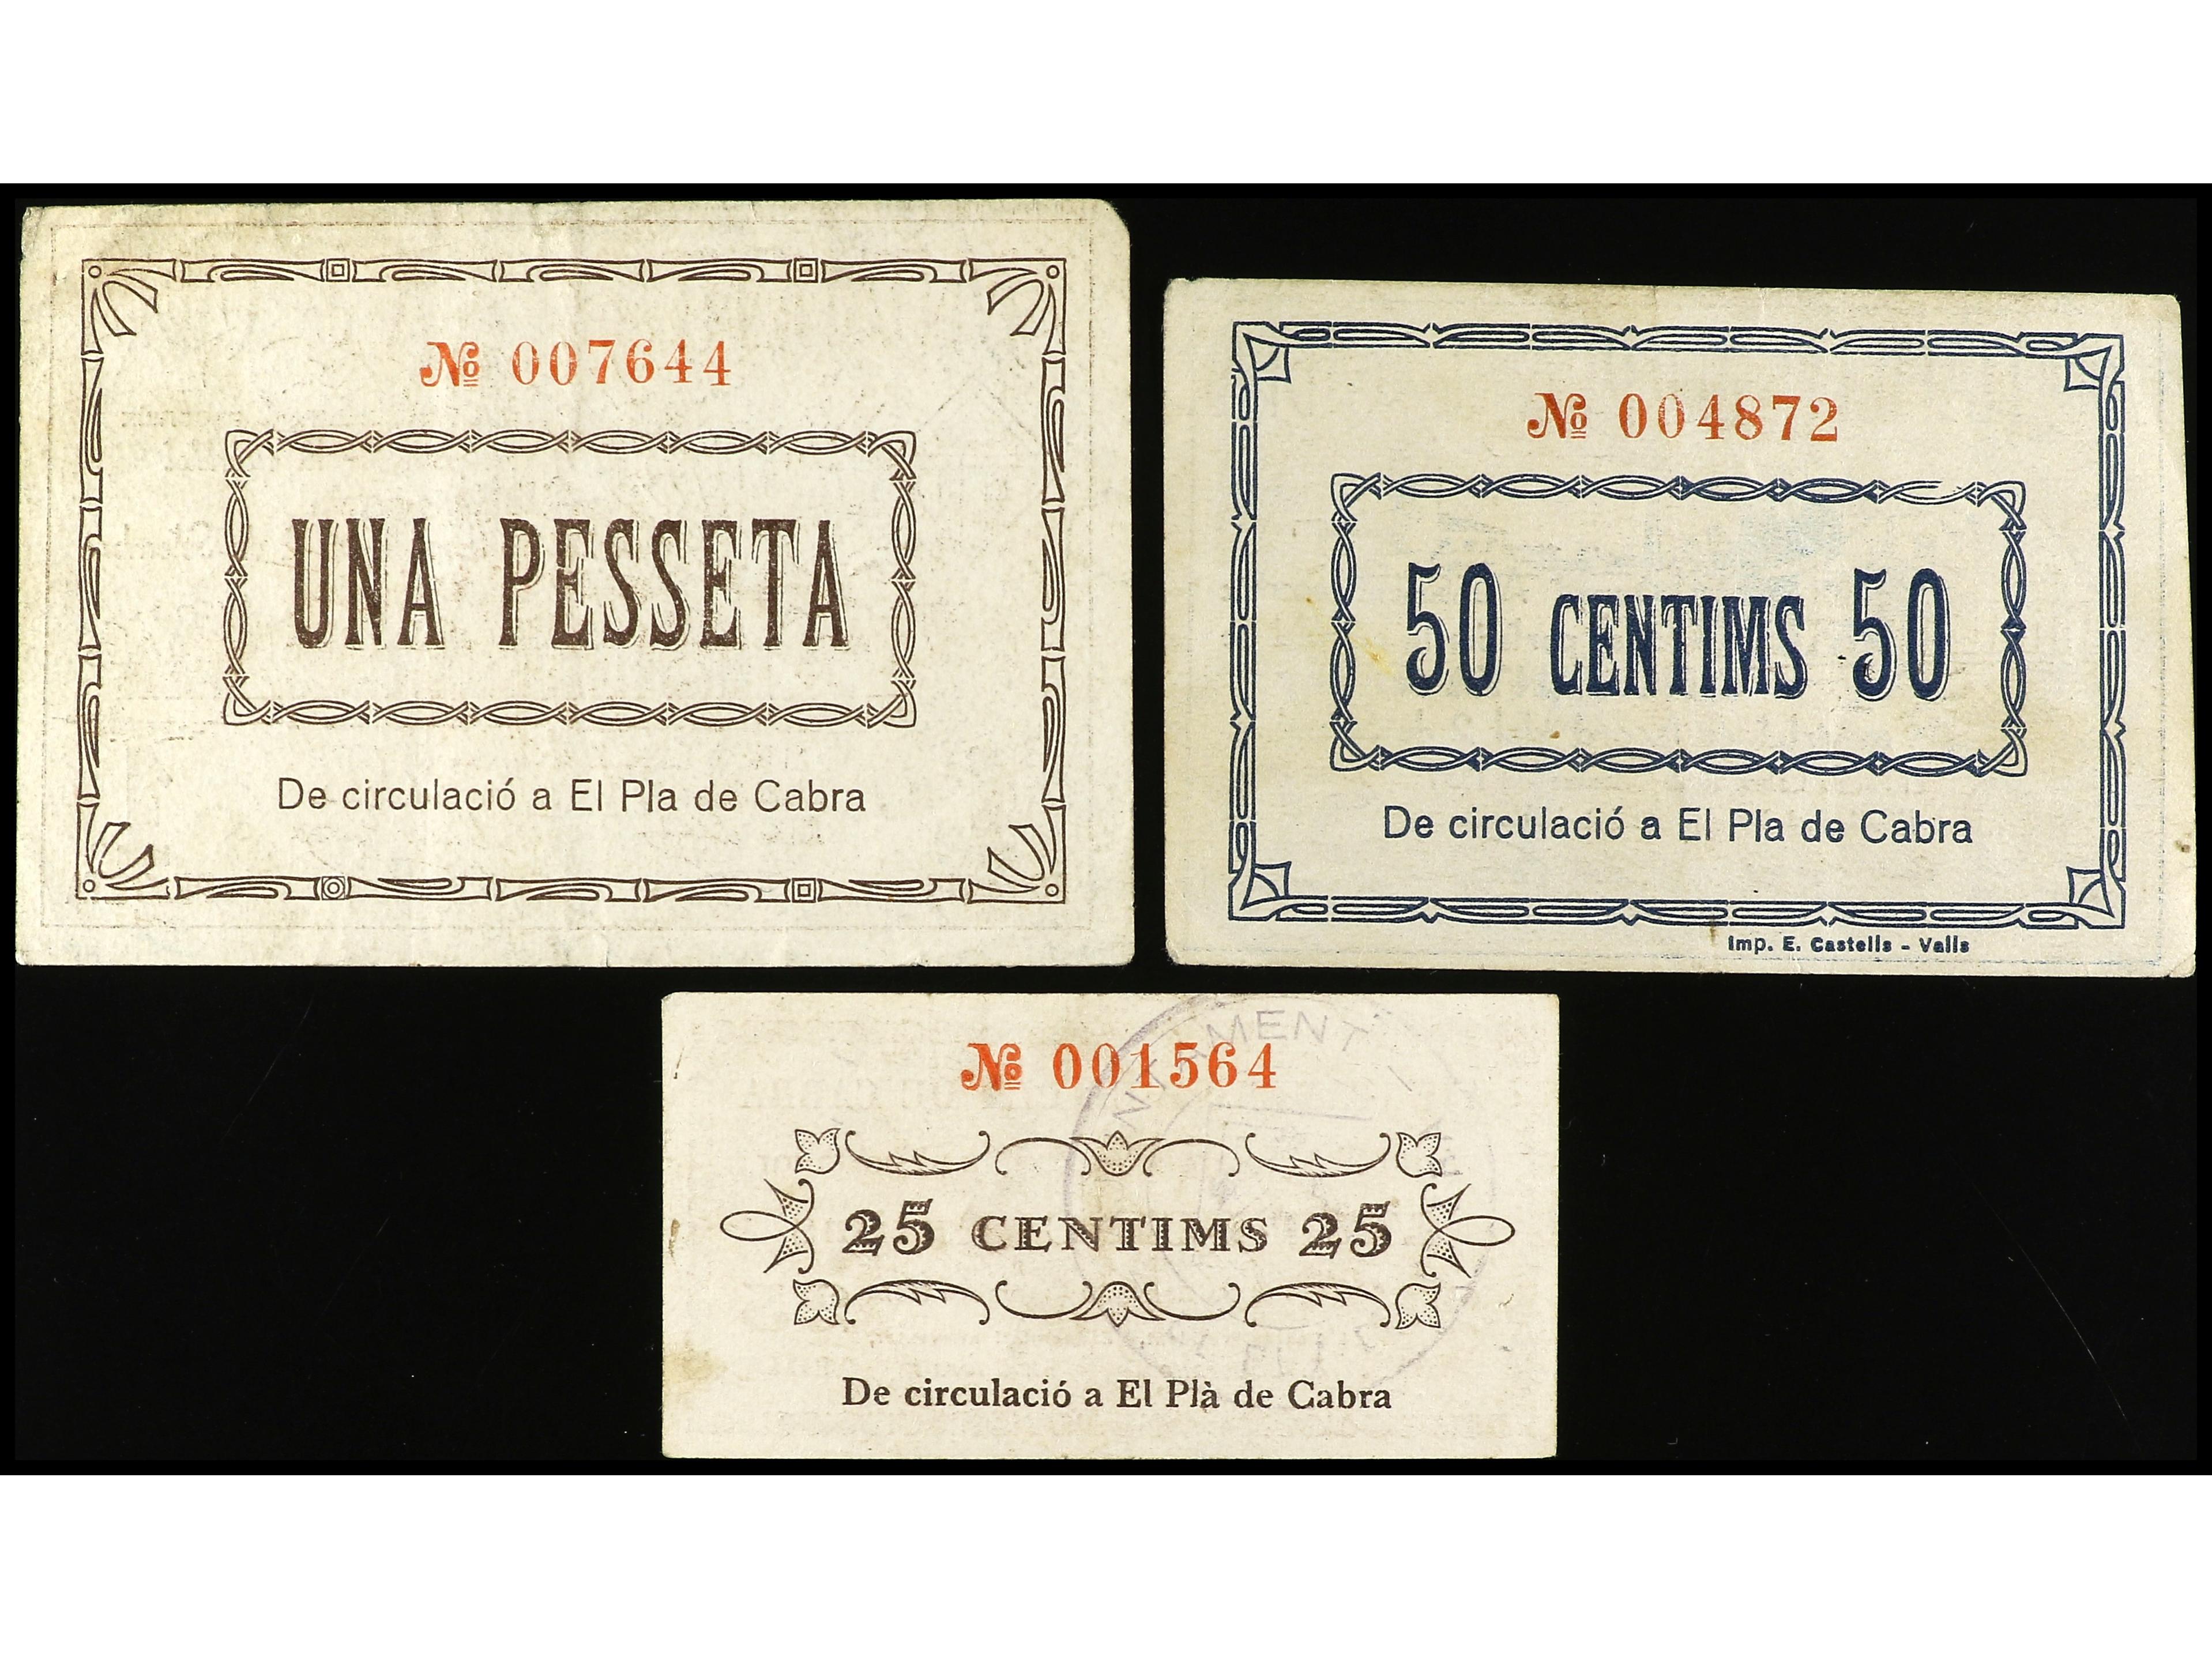 № 007644
UNA PESSETA
De circulació a El Pla de Cabra
№ 004872
50 CENTIMS 50
De circulació a El Pla de Cabra
Imp. E. Castells - Valls
№ 001564
25 CENTIMS 25
De circulació a El Plà de Cabra